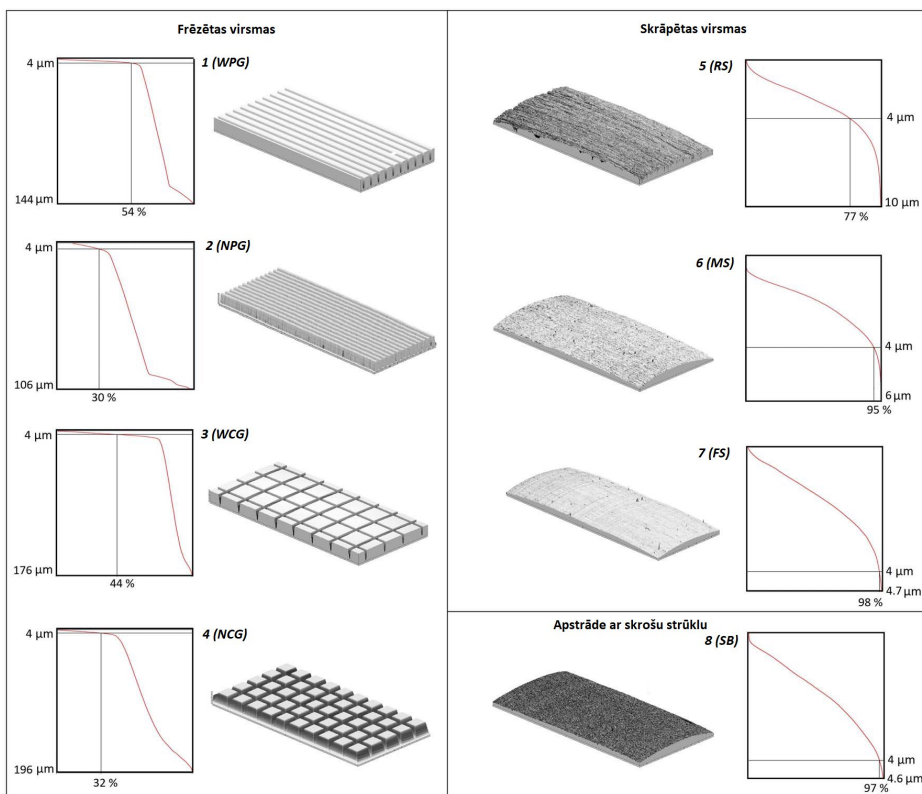 Frēzētas virsmas
4 µm
1 (WPG)
144 µm
54 %
4 µm
2 (NPG)
106 µm
30 %
4 µm
3 (WCG)
176 µm
44 %
4 µm
4 (NCG)
196 µm
32 %
Skrāpētas virsmas
5 (RS)
4 µm
10 µm
77 %
6 (MS)
4 µm
6 µm
95 %
7 (FS)
4 µm
4.7 µm
98 %
Apstrāde ar skrošu strūklu
8 (SB)
4 µm
4.6 µm
97 %